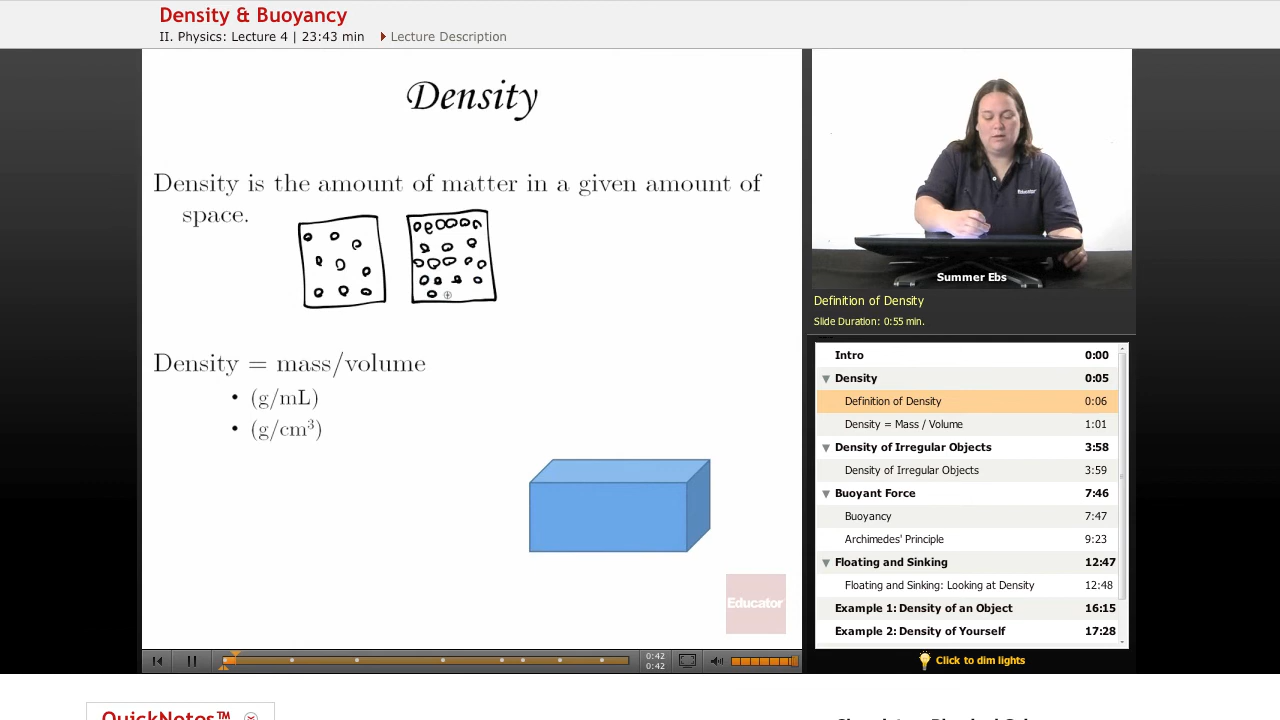 Density & Buoyancy
II. Physics: Lecture 4 | 23:43 min
Lecture Description
Density
Density is the amount of matter in a given amount of
space.
Density = mass/volume
• (g/mL)
• (g/cm³)
Educator
0:42
0:42
Educator
Summer Ebs
Definition of Density
Slide Duration: 0:55 min.
Intro 0:00
Density 0:05
Definition of Density 0:06
Density = Mass / Volume 1:01
Density of Irregular Objects 3:58
Density of Irregular Objects 3:59
Buoyant Force 7:46
Buoyancy 7:47
Archimedes' Principle 9:23
Floating and Sinking 12:47
Floating and Sinking: Looking at Density 12:48
Example 1: Density of an Object 16:15
Example 2: Density of Yourself 17:28
Click to dim lights
QuickNotes™